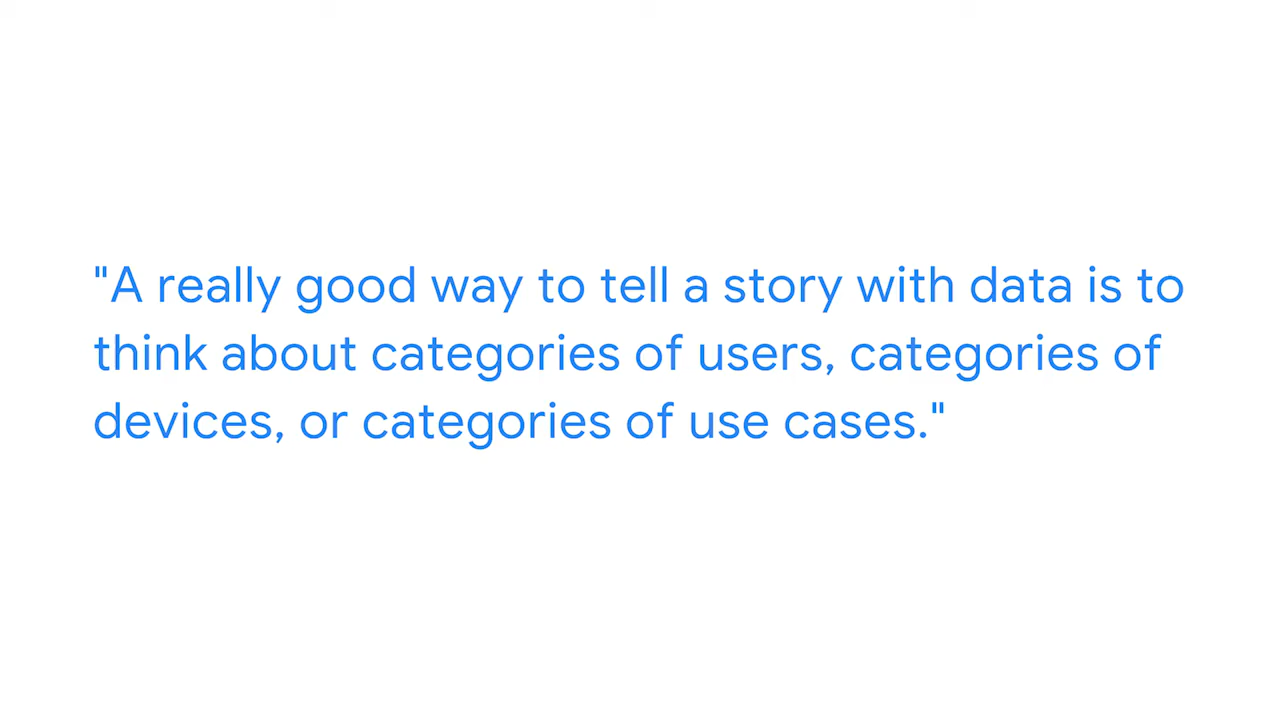 "A really good way to tell a story with data is to
think about categories of users, categories of
devices, or categories of use cases."